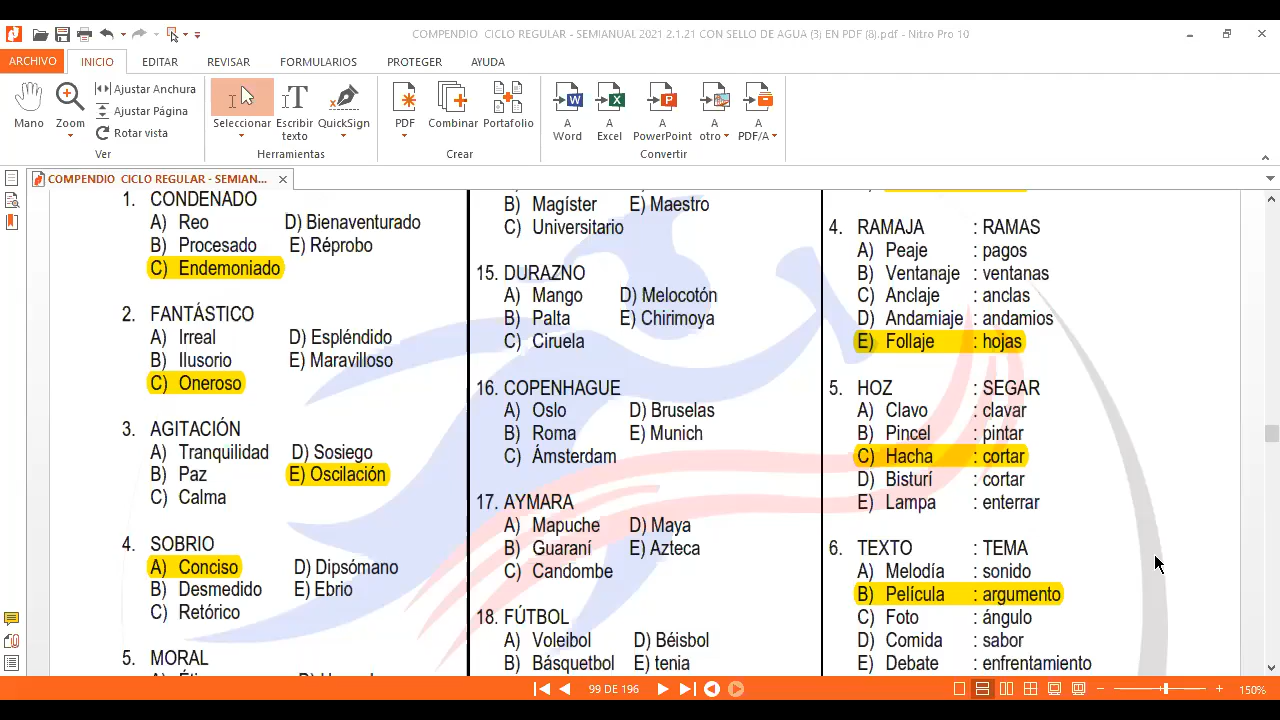 COMPENDIO CICLO REGULAR - SEMIANUAL 2021 2.1.21 CON SELLO DE AGUA (3) EN PDF (8).pdf - Nitro Pro 10
ARCHIVO INICIO EDITAR REVISAR FORMULARIOS PROTEGER AYUDA
Mano
Zoom
Ajustar Anchura
Ajustar Página
Rotar vista
Ver
Seleccionar
Escribir texto
QuickSign
Herramientas
PDF
Combinar
Portafolio
Crear
A Word
A Excel
A PowerPoint
A otro
A PDF/A
Convertir
COMPENDIO CICLO REGULAR - SEMIAN...
1. CONDENADO
A) Reo D) Bienaventurado
B) Procesado E) Réprobo
C) Endemoniado
2. FANTÁSTICO
A) Irreal D) Espléndido
B) Ilusorio E) Maravilloso
C) Oneroso
3. AGITACIÓN
A) Tranquilidad D) Sosiego
B) Paz E) Oscilación
C) Calma
4. SOBRIO
A) Conciso D) Dipsómano
B) Desmedido E) Ebrio
C) Retórico
5. MORAL
B) Magíster E) Maestro
C) Universitario
15. DURAZNO
A) Mango D) Melocotón
B) Palta E) Chirimoya
C) Ciruela
16. COPENHAGUE
A) Oslo D) Bruselas
B) Roma E) Munich
C) Ámsterdam
17. AYMARA
A) Mapuche D) Maya
B) Guaraní E) Azteca
C) Candombe
18. FÚTBOL
A) Voleibol D) Béisbol
B) Básquetbol E) tenia
4. RAMAJA : RAMAS
A) Peaje : pagos
B) Ventanaje : ventanas
C) Anclaje : anclas
D) Andamiaje : andamios
E) Follaje : hojas
5. HOZ : SEGAR
A) Clavo : clavar
B) Pincel : pintar
C) Hacha : cortar
D) Bisturí : cortar
E) Lampa : enterrar
6. TEXTO : TEMA
A) Melodía : sonido
B) Película : argumento
C) Foto : ángulo
D) Comida : sabor
E) Debate : enfrentamiento
99 DE 196
150%